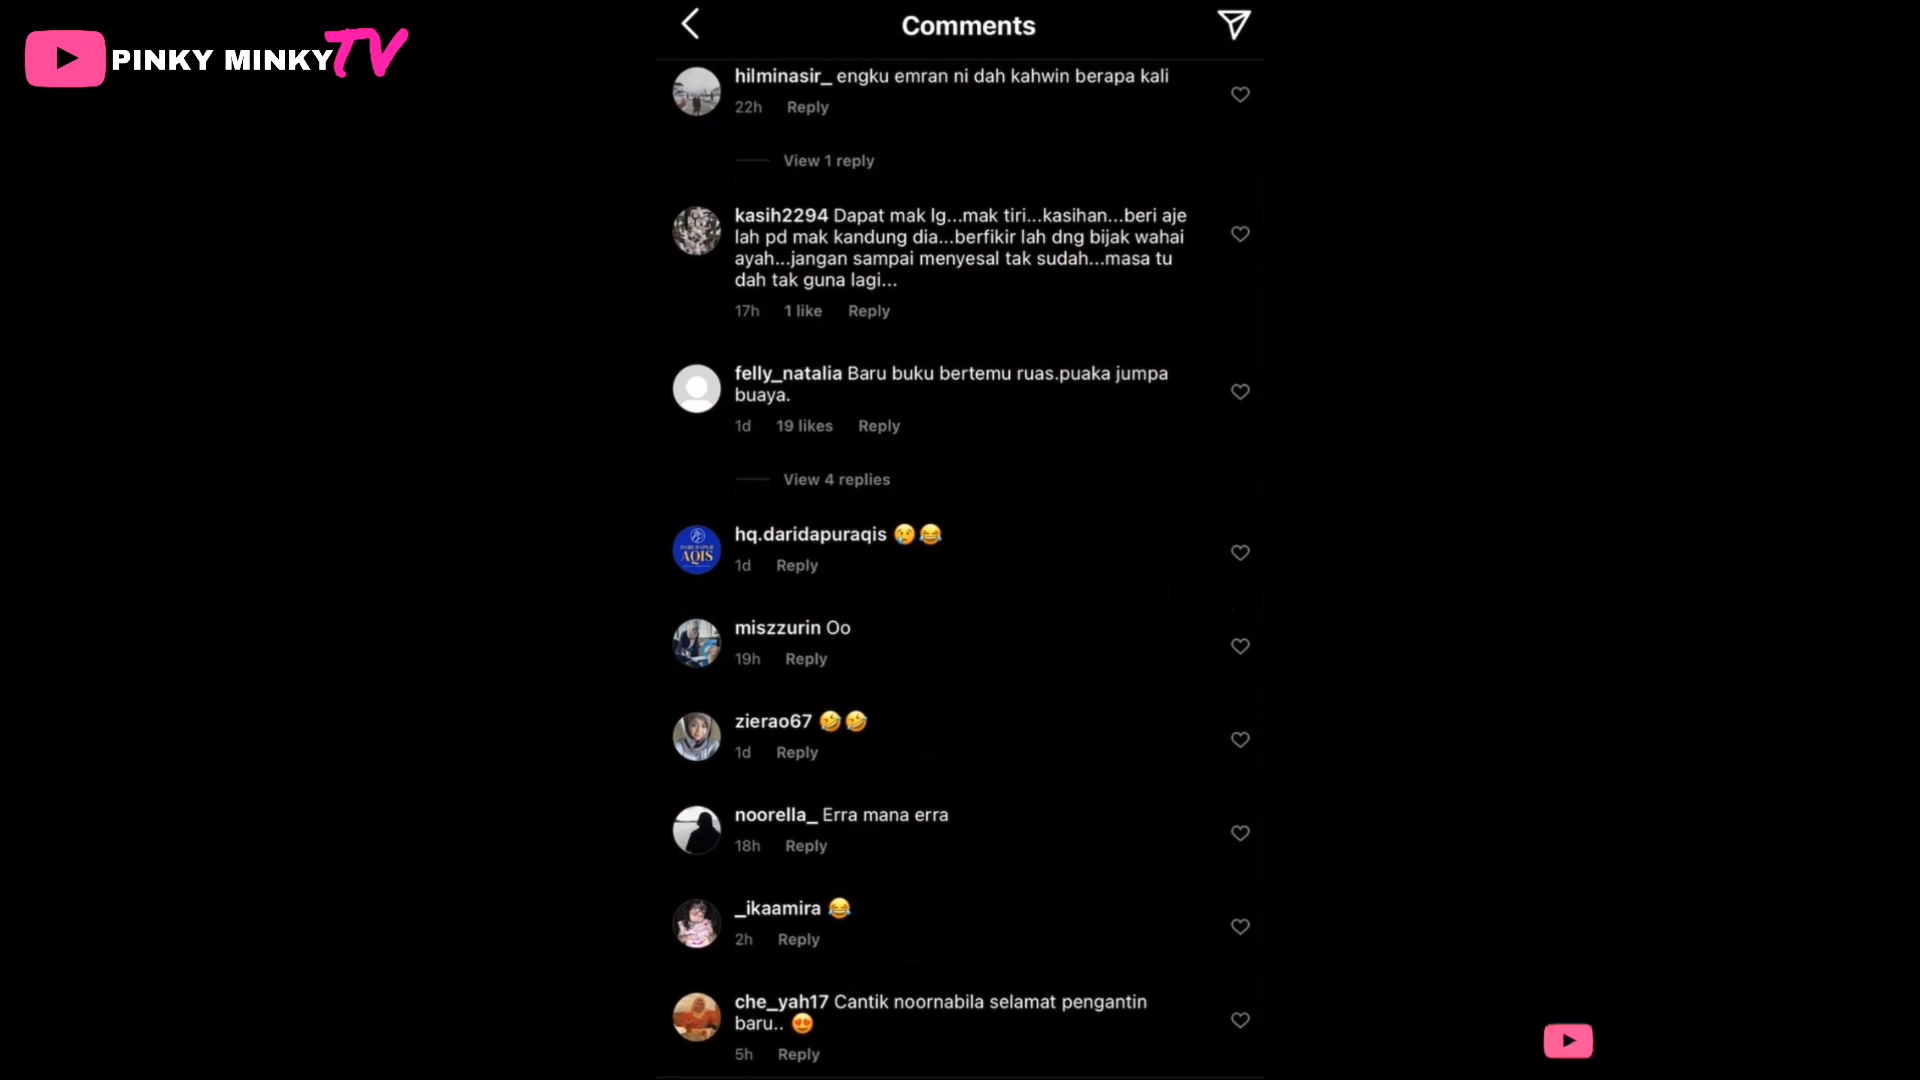 PINKY MINKY TV
Comments
hilminasir_ engku emran ni dah kahwin berapa kali
22h Reply
View 1 reply
kasih2294 Dapat mak lg...mak tiri...kasihan...beri aje
lah pd mak kandung dia...berfikir lah dng bijak wahai
ayah...jangan sampai menyesal tak sudah...masa tu
dah tak guna lagi...
17h 1 like Reply
felly_natalia Baru buku bertemu ruas.puaka jumpa
buaya.
1d 19 likes Reply
View 4 replies
DARI DAPUR
AQIS
hq.daridapuraqis 😢😂
1d Reply
miszzurin Oo
19h Reply
zierao67 🤣🤣
1d Reply
noorella_ Erra mana erra
18h Reply
_ikaamira 😂
2h Reply
che_yah17 Cantik noornabila selamat pengantin
baru.. 😍
5h Reply